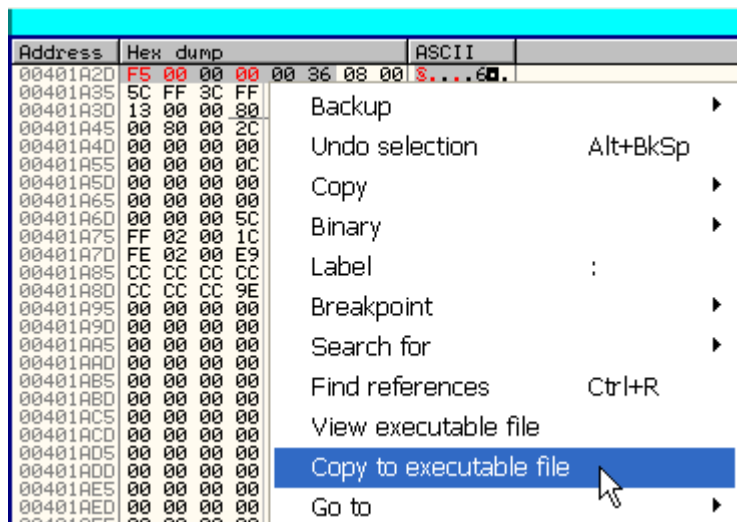 Address Hex dump ASCII
00401A2D F5 00 00 00 00 36 08 00
00401A35 5C FF 3C FF
00401A3D 13 00 00 80
00401A45 00 80 00 2C
00401A4D 00 00 00 00
00401A55 00 00 00 0C
00401A5D 00 00 00 00
00401A65 00 00 00 00
00401A6D 00 00 00 5C
00401A75 FF 02 00 1C
00401A7D FE 02 00 E9
00401A85 CC CC CC CC
00401A8D CC CC CC 9E
00401A95 00 00 00 00
00401A9D 00 00 00 00
00401AA5 00 00 00 00
00401AAD 00 00 00 00
00401AB5 00 00 00 00
00401ABD 00 00 00 00
00401AC5 00 00 00 00
00401ACD 00 00 00 00
00401AD5 00 00 00 00
00401ADD 00 00 00 00
00401AE5 00 00 00 00
00401AED 00 00 00 00
Backup
Undo selection Alt+BkSp
Copy
Binary
Label :
Breakpoint
Search for
Find references Ctrl+R
View executable file
Copy to executable file
Go to